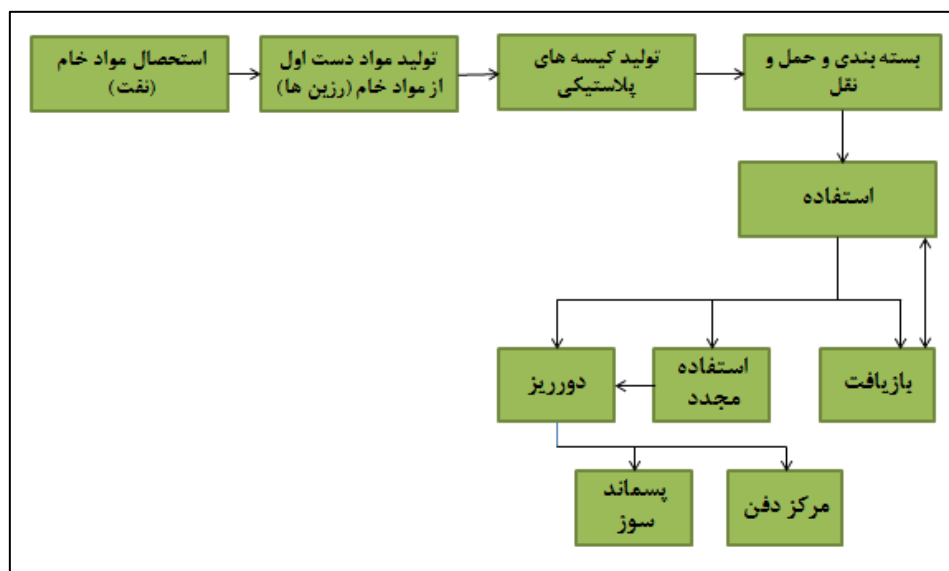 استحصال مواد خام
(نفت)
تولید مواد دست اول
از مواد خام (رزین ها)
تولید کیسه های
پلاستیکی
بسته بندی و حمل و
نقل
استفاده
دورریز
استفاده
مجدد
بازیافت
پسماند
سوز
مرکز دفن